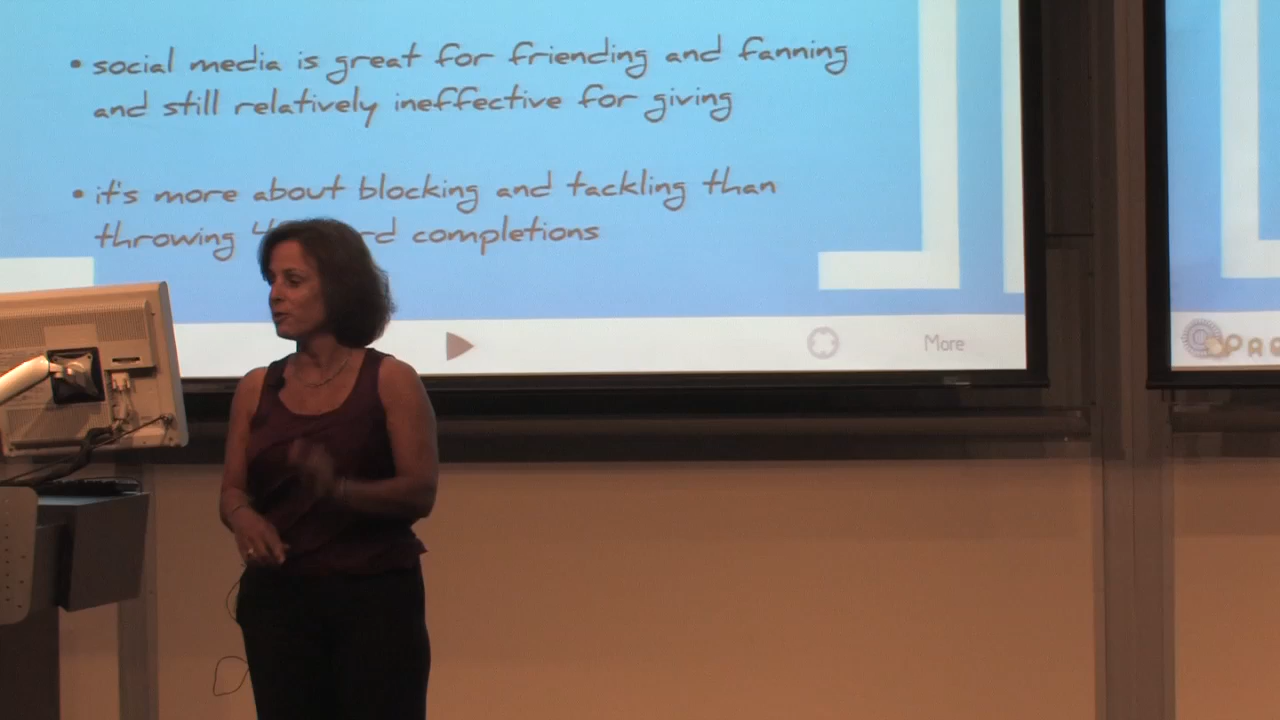 • social media is great for friending and fanning
and still relatively ineffective for giving
• it's more about blocking and tackling than
throwing completions
More